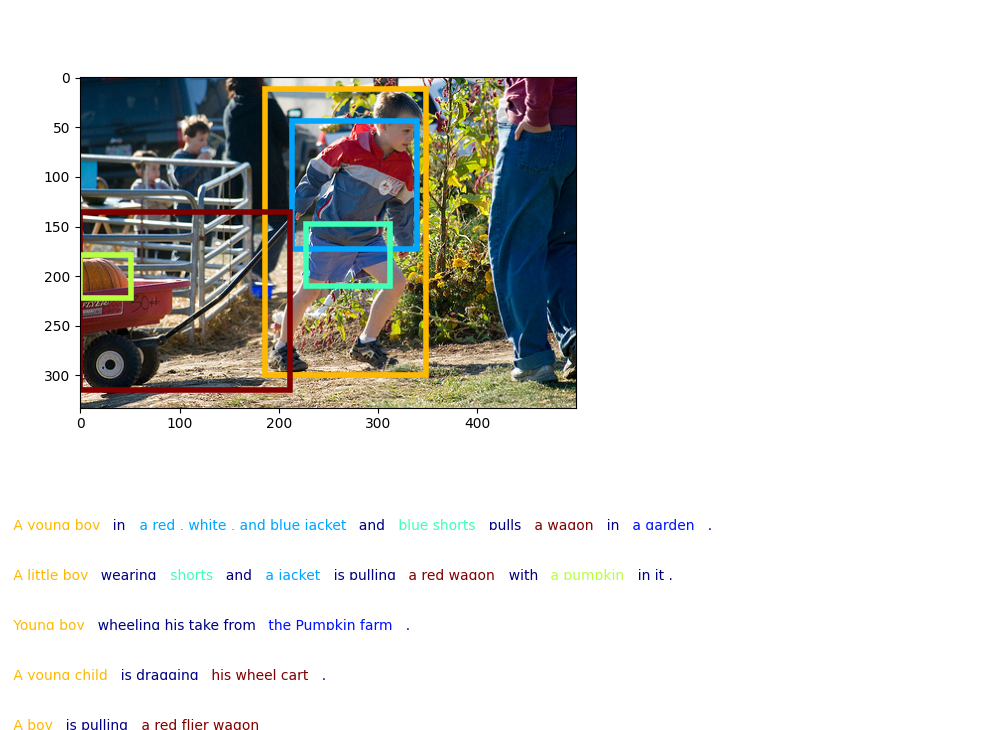 0
50
100
150
200
250
300
0 100 200 300 400
A young boy in a red , white , and blue jacket and blue shorts pulls a wagon in a garden .
A little boy wearing shorts and a jacket is pulling a red wagon with a pumpkin in it .
Young boy wheeling his take from the Pumpkin farm .
A young child is dragging his wheel cart .
A boy is pulling a red flier wagon